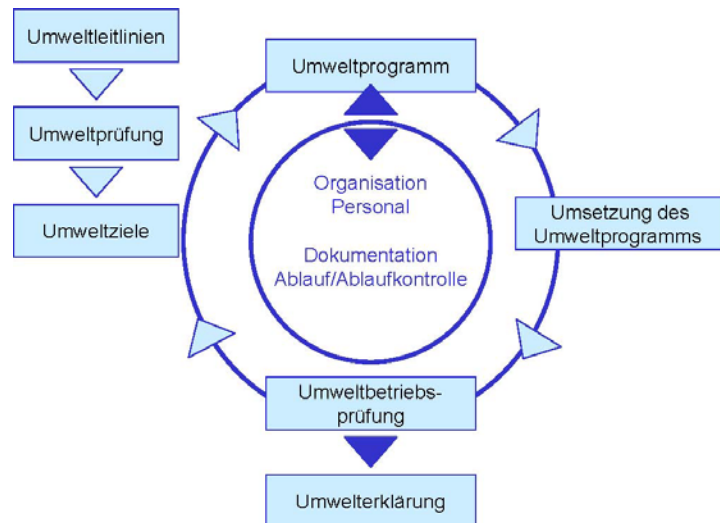 Umweltleitlinien
Umweltprüfung
Umweltziele
Umweltprogramm
Organisation
Personal
Dokumentation
Ablauf/Ablaufkontrolle
Umsetzung des
Umweltprogramms
Umweltbetriebs-
prüfung
Umwelterklärung